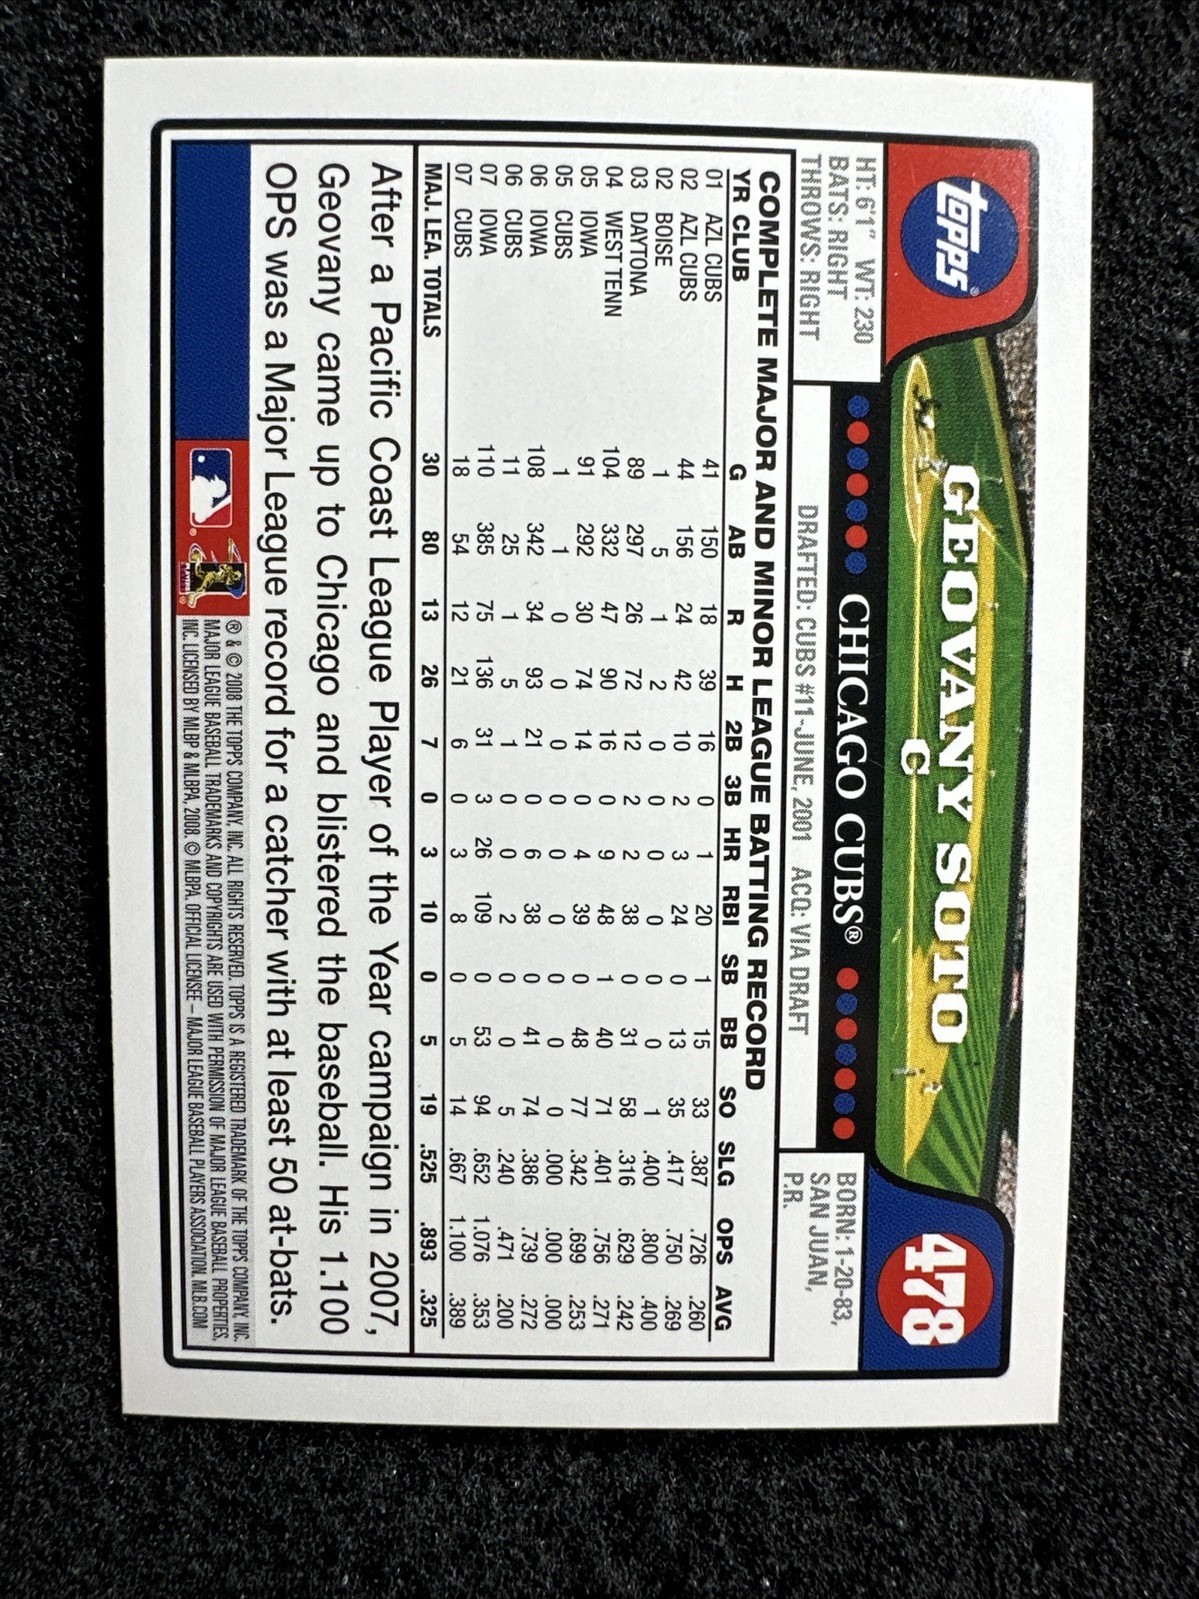 topps®
GEOVANY SOTO
C
478
HT: 6'1" WT: 230
BATS: RIGHT
THROWS: RIGHT
CHICAGO CUBS®
DRAFTED: CUBS #11-JUNE, 2001 ACQ: VIA DRAFT
BORN: 1-20-83,
SAN JUAN,
P.R.
COMPLETE MAJOR AND MINOR LEAGUE BATTING RECORD
YR CLUB G AB R H 2B 3B HR RBI SB BB SO SLG OPS AVG
01 AZL CUBS 41 150 18 39 16 0 1 20 1 15 33 .387 .726 .260
02 AZL CUBS 44 156 24 42 10 2 3 24 0 13 35 .417 .750 .269
02 BOISE 1 5 1 2 0 0 0 0 0 0 1 .400 .800 .400
03 DAYTONA 89 297 26 72 12 2 2 38 0 31 58 .316 .629 .242
04 WEST TENN 104 332 47 90 16 0 9 48 1 40 71 .401 .756 .271
05 IOWA 91 292 30 74 14 0 4 39 0 48 77 .342 .699 .253
05 CUBS 1 1 0 0 0 0 0 0 0 0 0 .000 .000 .000
06 IOWA 108 342 34 93 21 0 6 38 0 41 74 .386 .739 .272
06 CUBS 11 25 1 5 1 0 0 2 0 0 5 .240 .471 .200
07 IOWA 110 385 75 136 31 3 26 109 0 53 94 .652 1.076 .353
07 CUBS 18 54 12 21 6 0 3 8 0 5 14 .667 1.100 .389
MAJ. LEA. TOTALS 30 80 13 26 7 0 3 10 0 5 19 .525 .893 .325
After a Pacific Coast League Player of the Year campaign in 2007,
Geovany came up to Chicago and blistered the baseball. His 1.100
OPS was a Major League record for a catcher with at least 50 at-bats.
® & © 2008 THE TOPPS COMPANY, INC. ALL RIGHTS RESERVED. TOPPS IS A REGISTERED TRADEMARK OF THE TOPPS COMPANY, INC.
MAJOR LEAGUE BASEBALL TRADEMARKS AND COPYRIGHTS ARE USED WITH PERMISSION OF MAJOR LEAGUE BASEBALL PROPERTIES,
INC. LICENSED BY MLBP & MLBPA, 2008. © MLBPA. OFFICIAL LICENSEE – MAJOR LEAGUE BASEBALL PLAYERS ASSOCIATION. MLB.COM